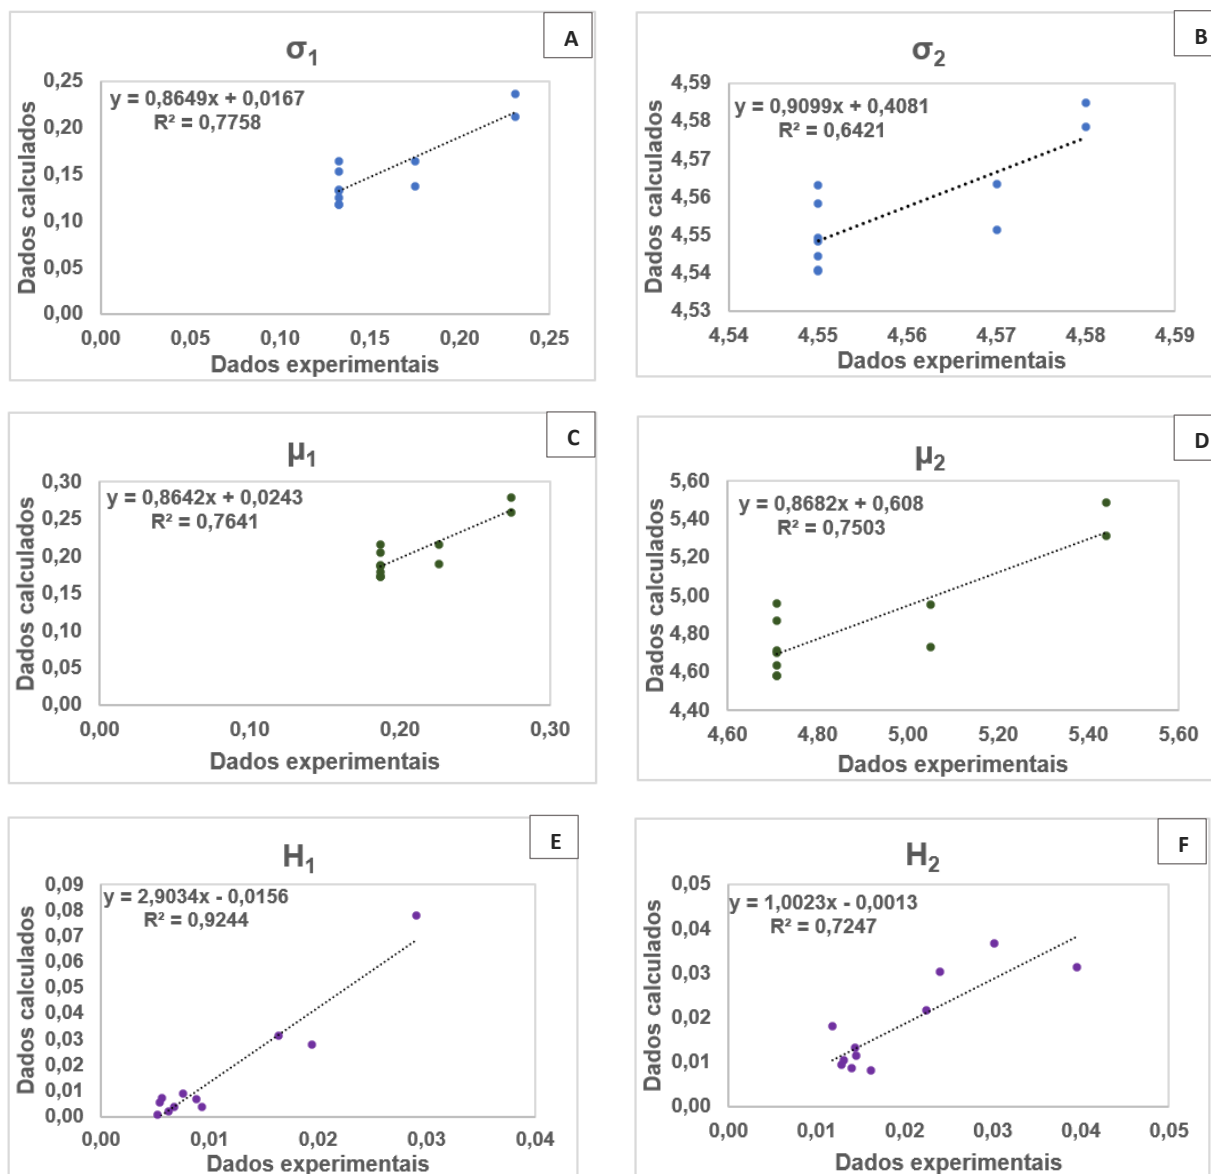 A
σ1
y = 0,8649x + 0,0167
R² = 0,7758
Dados calculados
0,25
0,20
0,15
0,10
0,05
0,00
0,00 0,05 0,10 0,15 0,20 0,25
Dados experimentais
B
σ2
y = 0,9099x + 0,4081
R² = 0,6421
Dados calculados
4,59
4,58
4,57
4,56
4,55
4,54
4,53
4,54 4,55 4,56 4,57 4,58 4,59
Dados experimentais
C
μ1
y = 0,8642x + 0,0243
R² = 0,7641
Dados calculados
0,30
0,25
0,20
0,15
0,10
0,05
0,00
0,00 0,10 0,20 0,30
Dados experimentais
D
μ2
y = 0,8682x + 0,608
R² = 0,7503
Dados calculados
5,60
5,40
5,20
5,00
4,80
4,60
4,40
4,60 4,80 5,00 5,20 5,40 5,60
Dados experimentais
E
H1
y = 2,9034x - 0,0156
R² = 0,9244
Dados calculados
0,09
0,08
0,07
0,06
0,05
0,04
0,03
0,02
0,01
0,00
0,00 0,01 0,02 0,03 0,04
Dados experimentais
F
H2
y = 1,0023x - 0,0013
R² = 0,7247
Dados calculados
0,05
0,04
0,03
0,02
0,01
0,00
0,00 0,01 0,02 0,03 0,04 0,05
Dados experimentais